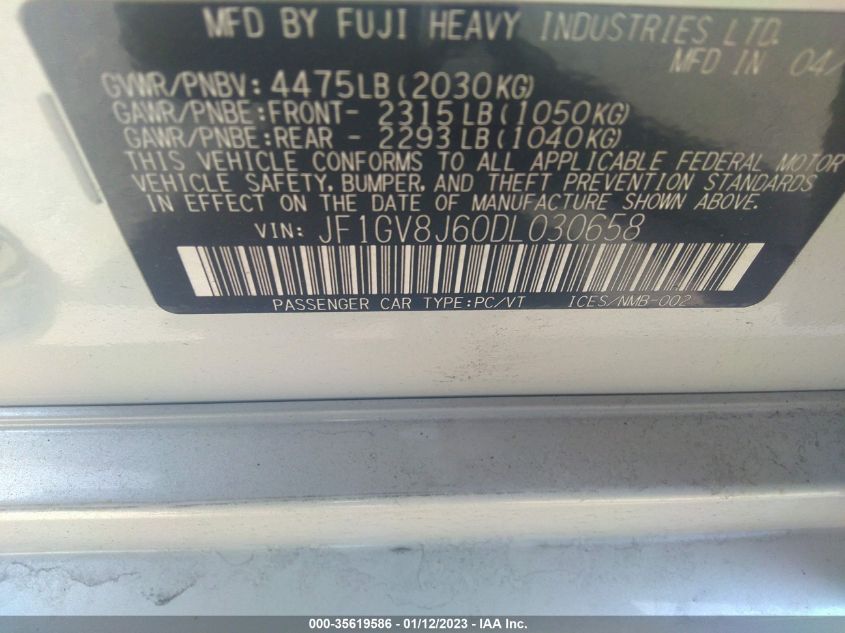 MFD BY FUJI HEAVY INDUSTRIES LTD.
MFD IN 04/
GVWR/PNBV: 4475LB(2030KG)
GAWR/PNBE:FRONT- 2315LB(1050KG)
GAWR/PNBE:REAR - 2293LB(1040KG)
THIS VEHICLE CONFORMS TO ALL APPLICABLE FEDERAL MOTOR
VEHICLE SAFETY, BUMPER, AND THEFT PREVENTION STANDARDS
IN EFFECT ON THE DATE OF MANUFACTURE SHOWN ABOVE.
VIN: JF1GV8J60DL030658
PASSENGER CAR TYPE:PC/VT ICES/NMB-002
000-35619586 — 01/12/2023 — IAA Inc.